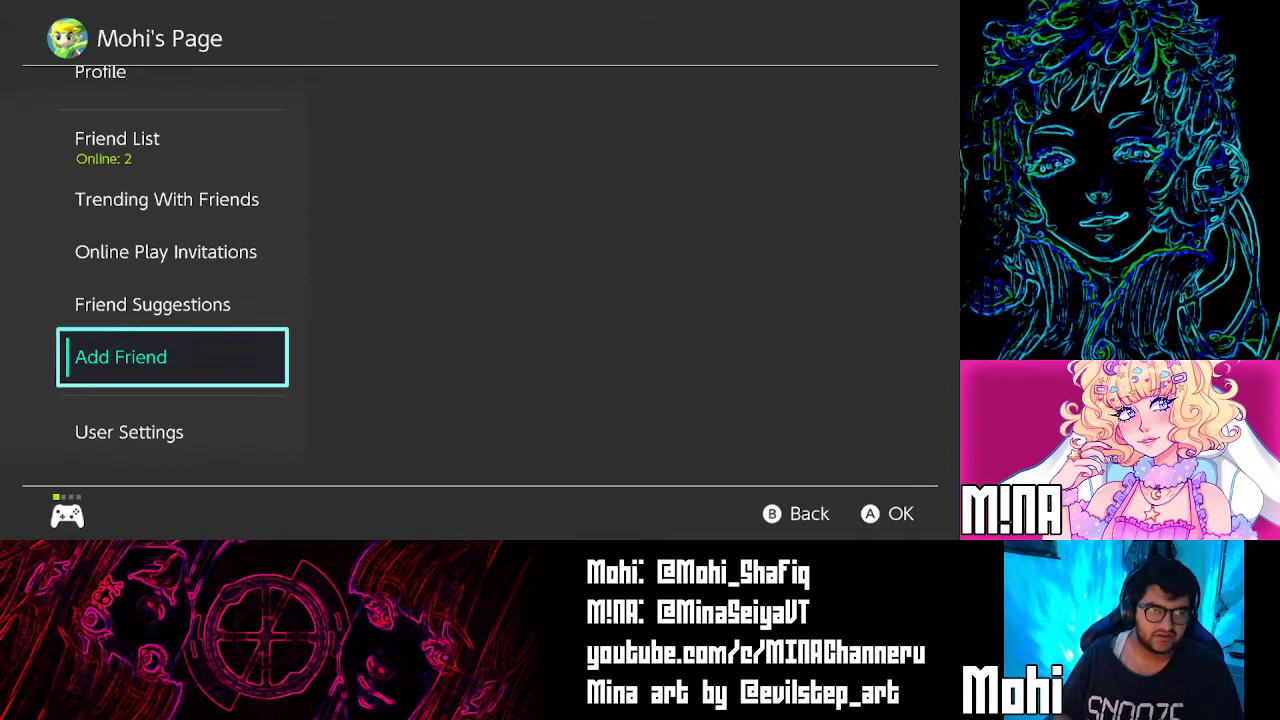 Mohi's Page
Profile
Friend List
Online: 2
Trending With Friends
Online Play Invitations
Friend Suggestions
Add Friend
User Settings
B Back
A OK
M!NA
Mohi: @Mohi_Shafiq
M!NA: @MinaSeiyaVT
youtube.com/c/MINAChanneru
Mina art by @evilstep_art
Mohi
SNOOZE